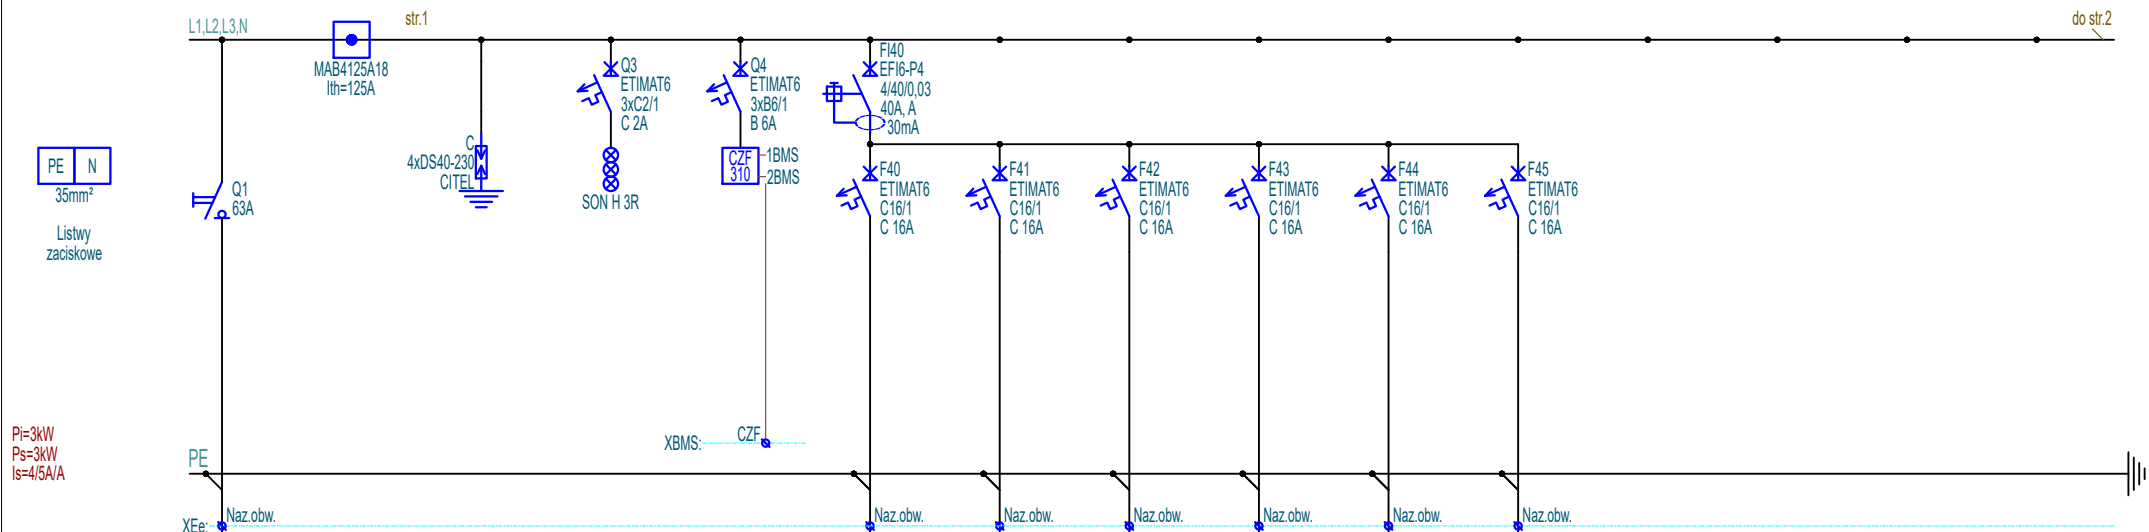 L1,L2,L3,N
str.1
do str.2
MAB4125A18
Ith=125A
PE N
35mm²
Listwy
zaciskowe
Q1
63A
C
4xDS40-230
CITEL
Q3
ETIMAT6
3xC2/1
C 2A
SON H 3R
Q4
ETIMAT6
3xB6/1
B 6A
CZF
310
1BMS
2BMS
FI40
EFI6-P4
4/40/0,03
40A, A
30mA
F40
ETIMAT6
C16/1
C 16A
F41
ETIMAT6
C16/1
C 16A
F42
ETIMAT6
C16/1
C 16A
F43
ETIMAT6
C16/1
C 16A
F44
ETIMAT6
C16/1
C 16A
F45
ETIMAT6
C16/1
C 16A
Pi=3kW
Ps=3kW
Is=4/5A/A
XBMS: CZF
PE
XEe: Naz.obw. Naz.obw. Naz.obw. Naz.obw. Naz.obw. Naz.obw. Naz.obw.